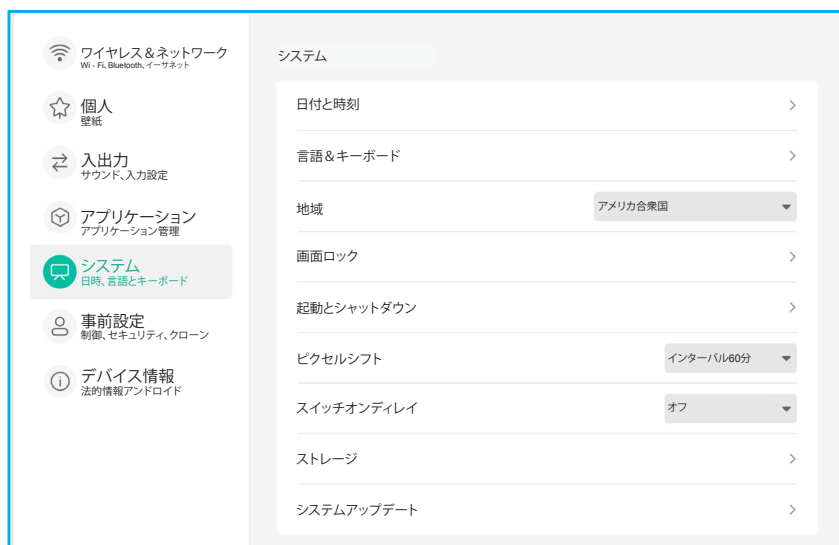 ワイヤレス＆ネットワーク
Wi - Fi、Bluetooth、イーサネット
個人
壁紙
入出力
サウンド、入力設定
アプリケーション
アプリケーション管理
システム
日時、言語とキーボード
事前設定
制御、セキュリティ、クローン
デバイス情報
法的情報アンドロイド
システム
日付と時刻
言語＆キーボード
地域
アメリカ合衆国
画面ロック
起動とシャットダウン
ピクセルシフト
インターバル60分
スイッチオンディレイ
オフ
ストレージ
システムアップデート